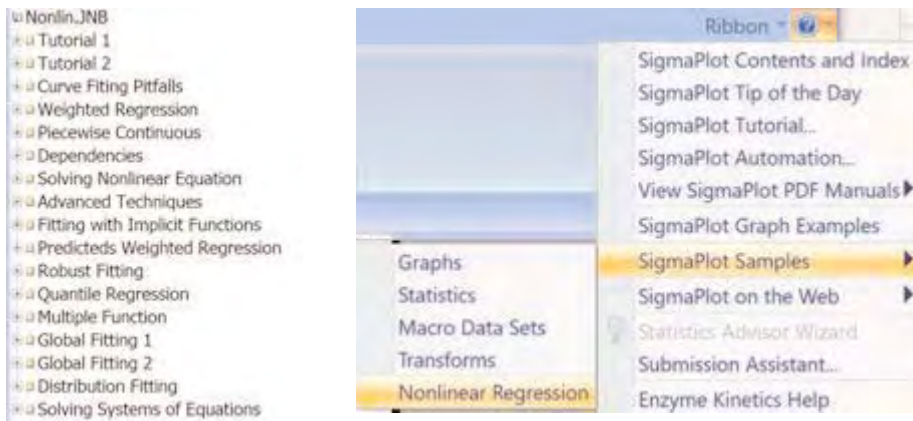 Nonlin.JNB
Tutorial 1
Tutorial 2
Curve Fiting Pitfalls
Weighted Regression
Piecewise Continuous
Dependencies
Solving Nonlinear Equation
Advanced Techniques
Fitting with Implicit Functions
Predicteds Weighted Regression
Robust Fitting
Quantile Regression
Multiple Function
Global Fitting 1
Global Fitting 2
Distribution Fitting
Solving Systems of Equations
Ribbon
SigmaPlot Contents and Index
SigmaPlot Tip of the Day
SigmaPlot Tutorial...
SigmaPlot Automation...
View SigmaPlot PDF Manuals
SigmaPlot Graph Examples
SigmaPlot Samples
SigmaPlot on the Web
Statistics Advisor Wizard
Submission Assistant...
Enzyme Kinetics Help
Graphs
Statistics
Macro Data Sets
Transforms
Nonlinear Regression